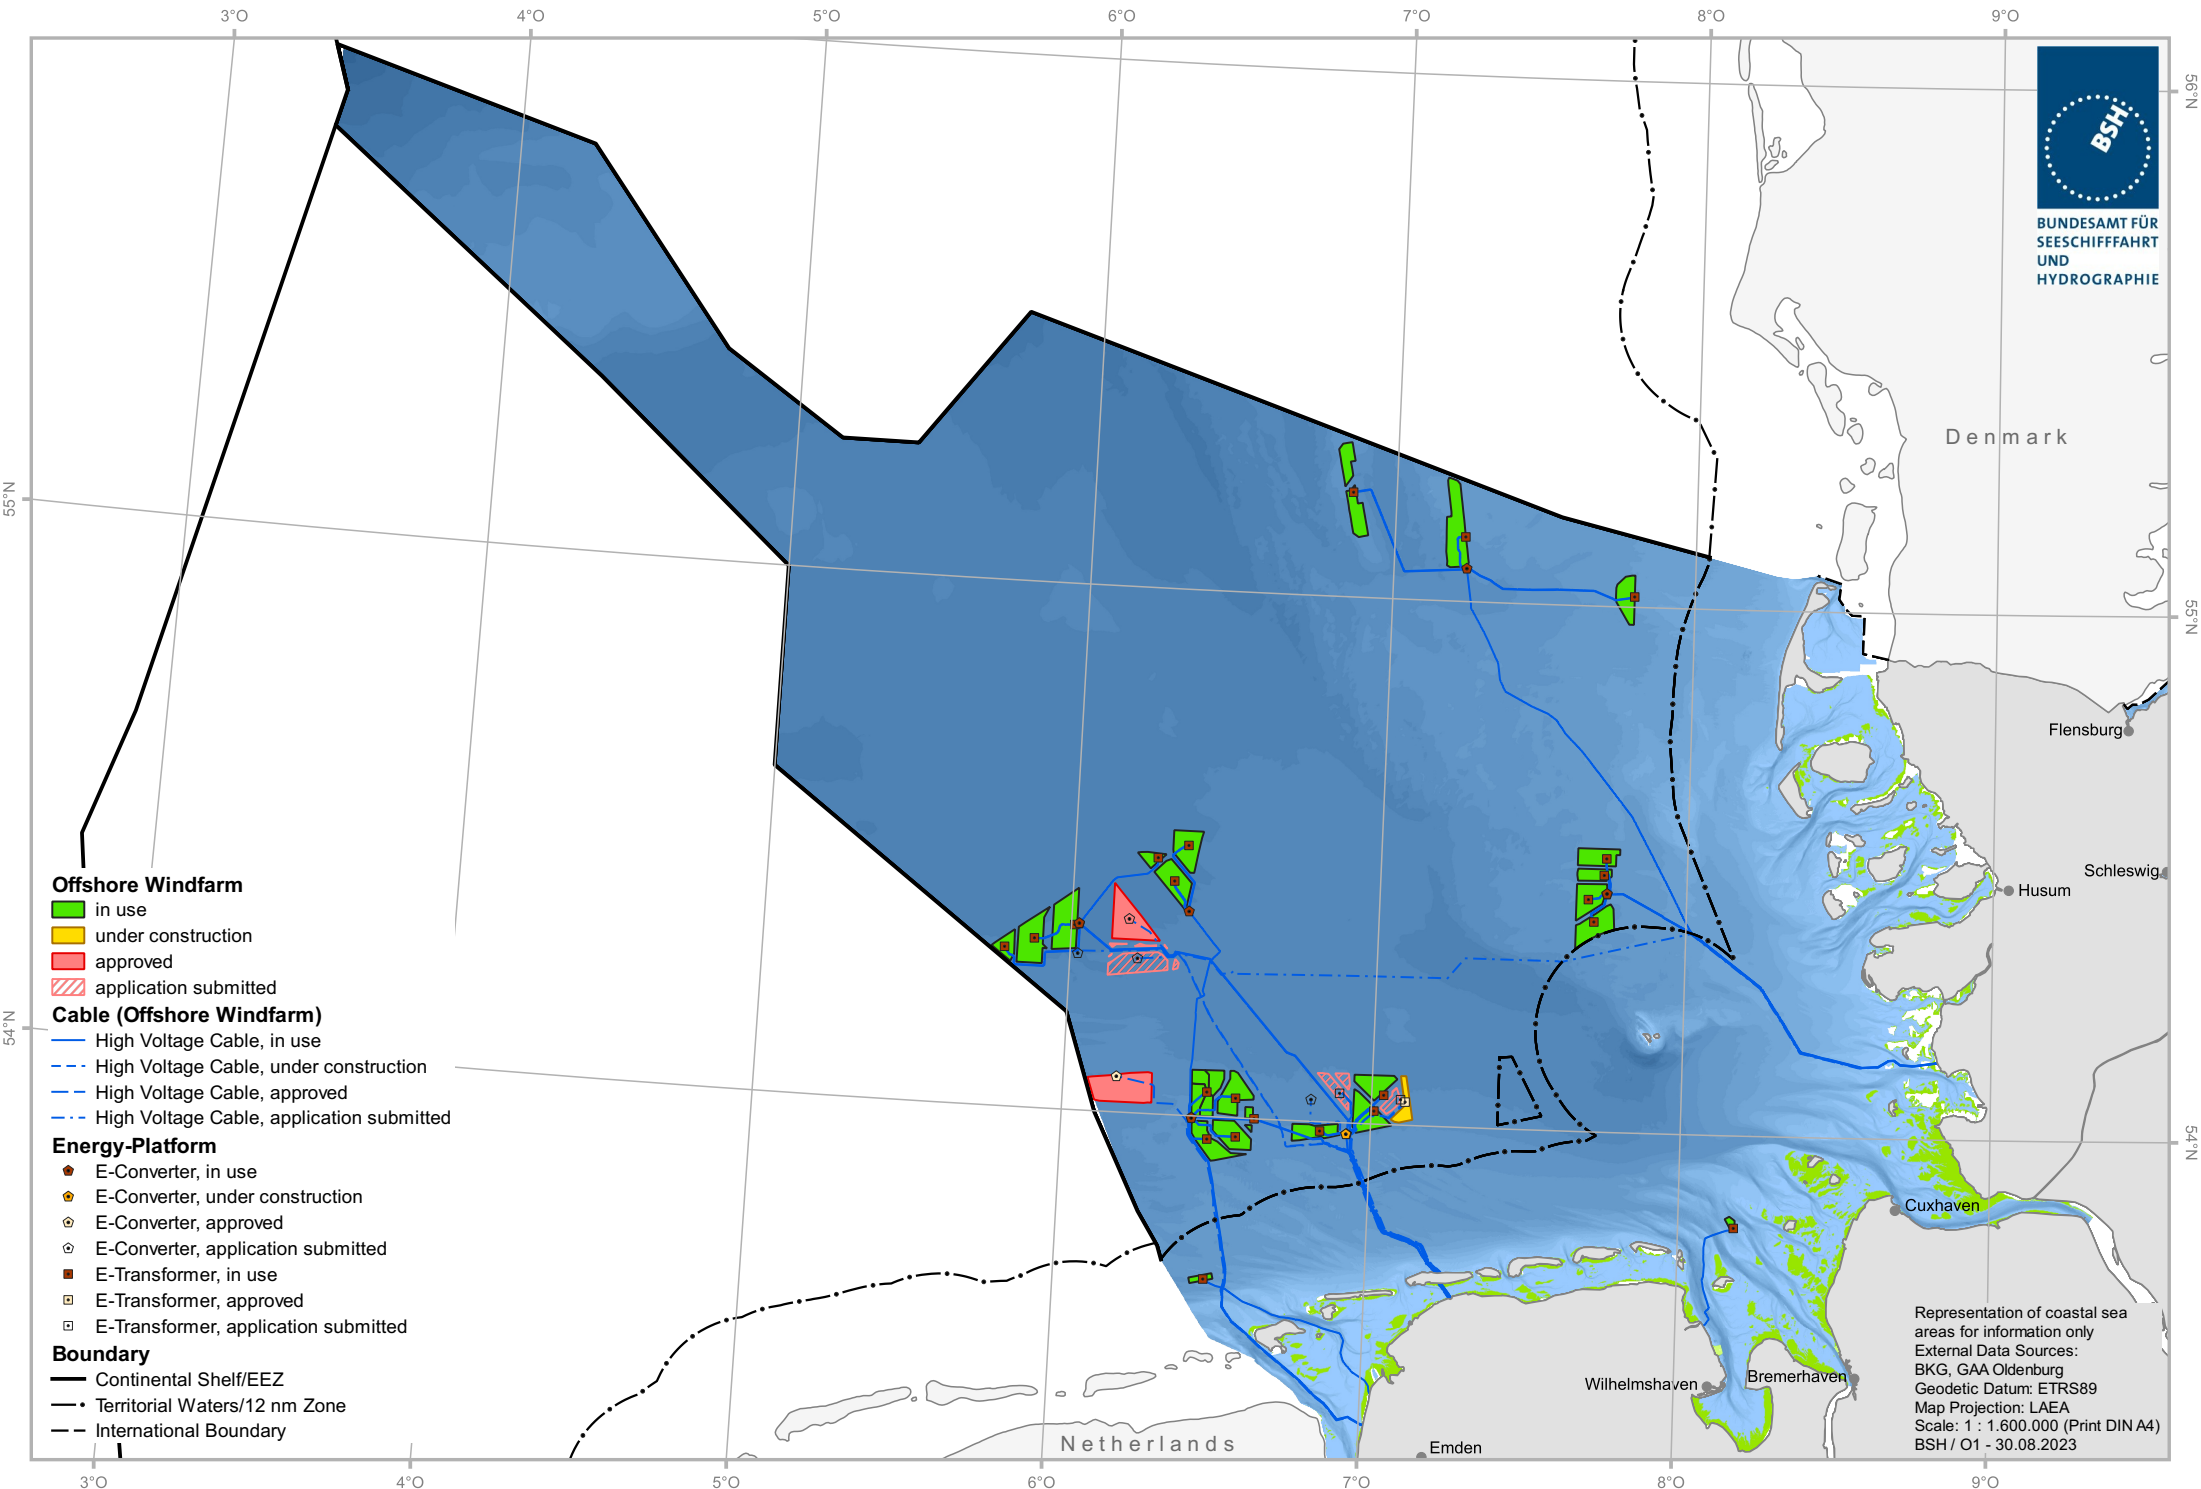 3°O 4°O 5°O 6°O 7°O 8°O 9°O
56°N
BSH
BUNDESAMT FÜR
SEESCHIFFFAHRT
UND
HYDROGRAPHIE
Denmark
55°N
55°N
Flensburg
Schleswig
Husum
Offshore Windfarm
in use
under construction
approved
application submitted
Cable (Offshore Windfarm)
High Voltage Cable, in use
High Voltage Cable, under construction
High Voltage Cable, approved
High Voltage Cable, application submitted
Energy-Platform
E-Converter, in use
E-Converter, under construction
E-Converter, approved
E-Converter, application submitted
E-Transformer, in use
E-Transformer, approved
E-Transformer, application submitted
Boundary
Continental Shelf/EEZ
Territorial Waters/12 nm Zone
International Boundary
54°N
54°N
Cuxhaven
Wilhelmshaven
Bremerhaven
Netherlands
Emden
Representation of coastal sea
areas for information only
External Data Sources:
BKG, GAA Oldenburg
Geodetic Datum: ETRS89
Map Projection: LAEA
Scale: 1 : 1.600.000 (Print DIN A4)
BSH / O1 - 30.08.2023
3°O 4°O 5°O 6°O 7°O 8°O 9°O